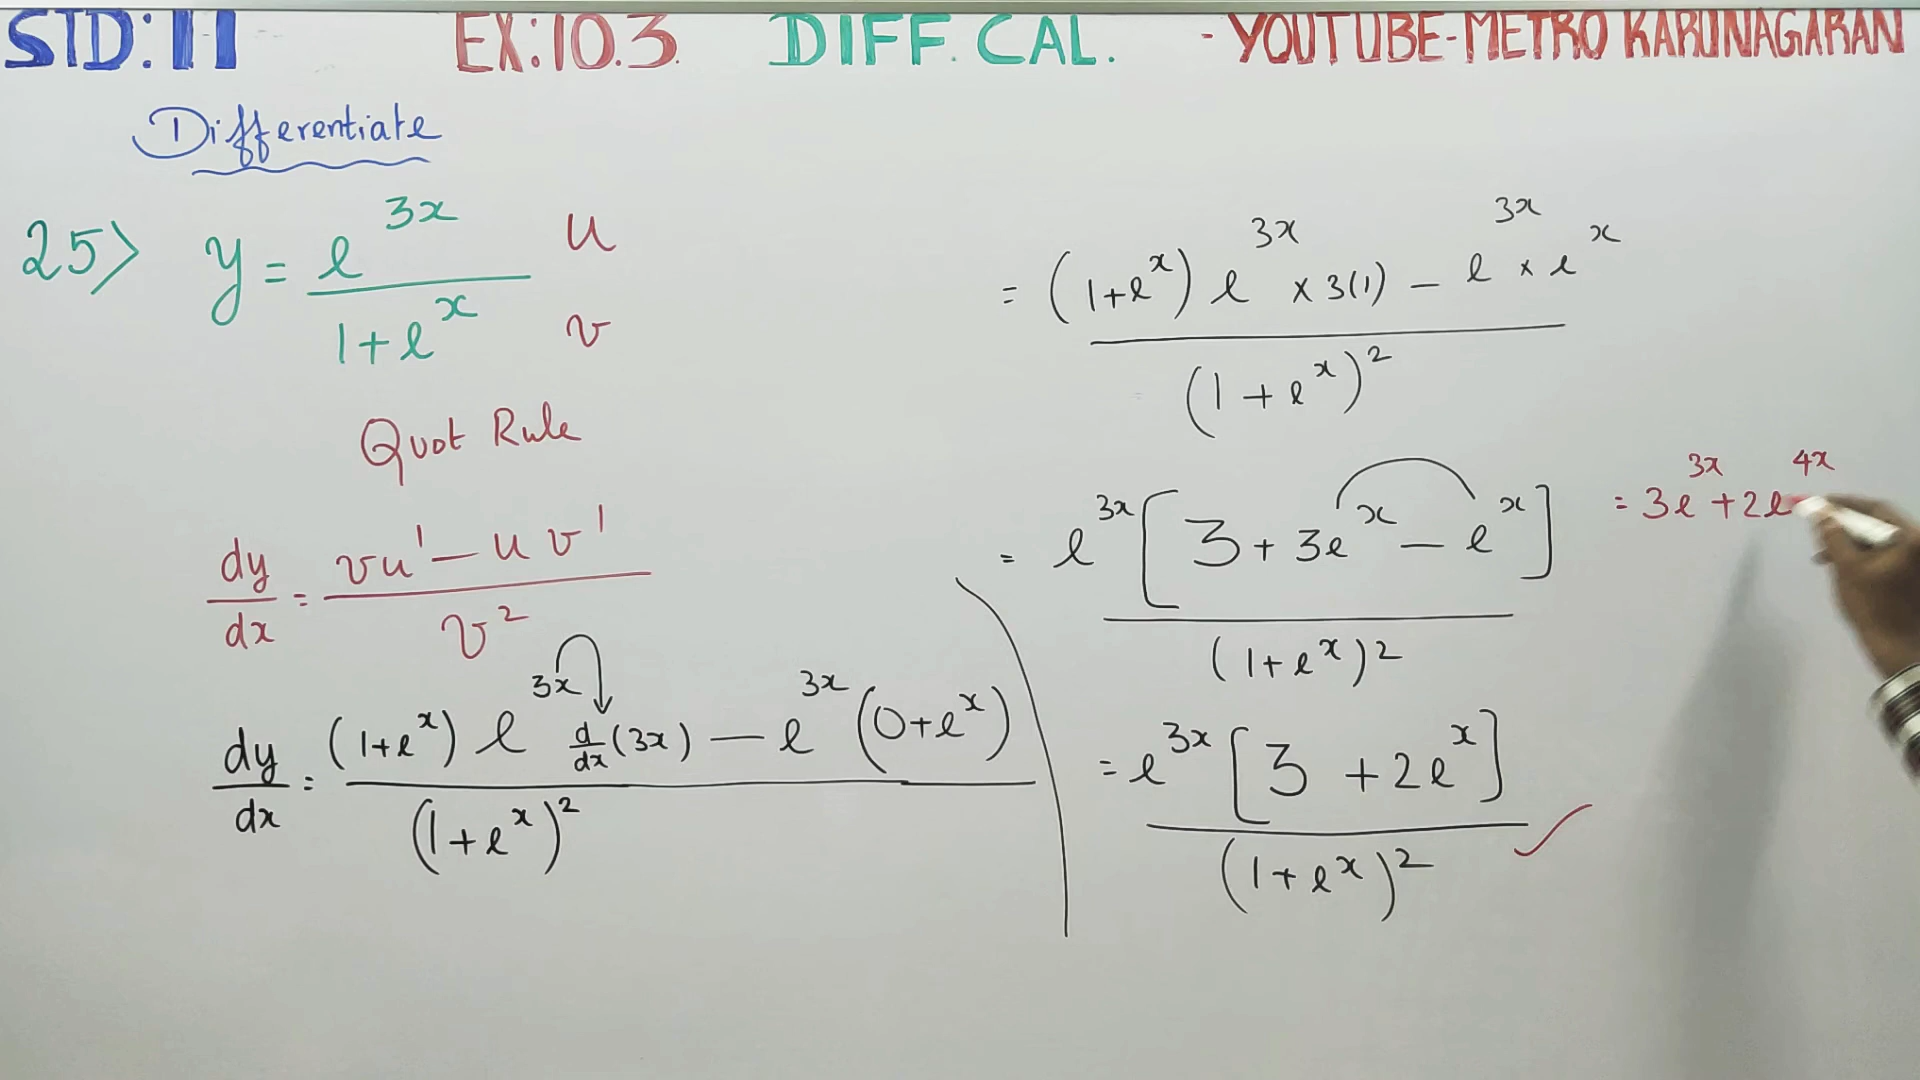 STD: 11 EX: 10.3. DIFF. CAL. - YOUTUBE - METRO KARUNAGARAN
Differentiate
25> y = e^{3x} / (1+e^x) u v
Quot Rule
dy/dx = (vu' - uv') / v^2
dy/dx = ((1+e^x) e^{3x} d/dx (3x) - e^{3x} (0+e^x)) / (1+e^x)^2
= ((1+e^x) e^{3x} × 3(1) - e^{3x} × e^x) / (1+e^x)^2
= e^{3x} [3 + 3e^x - e^x] / (1+e^x)^2
= 3e^{3x} + 2e^{4x}
= e^{3x} [3 + 2e^x] / (1+e^x)^2